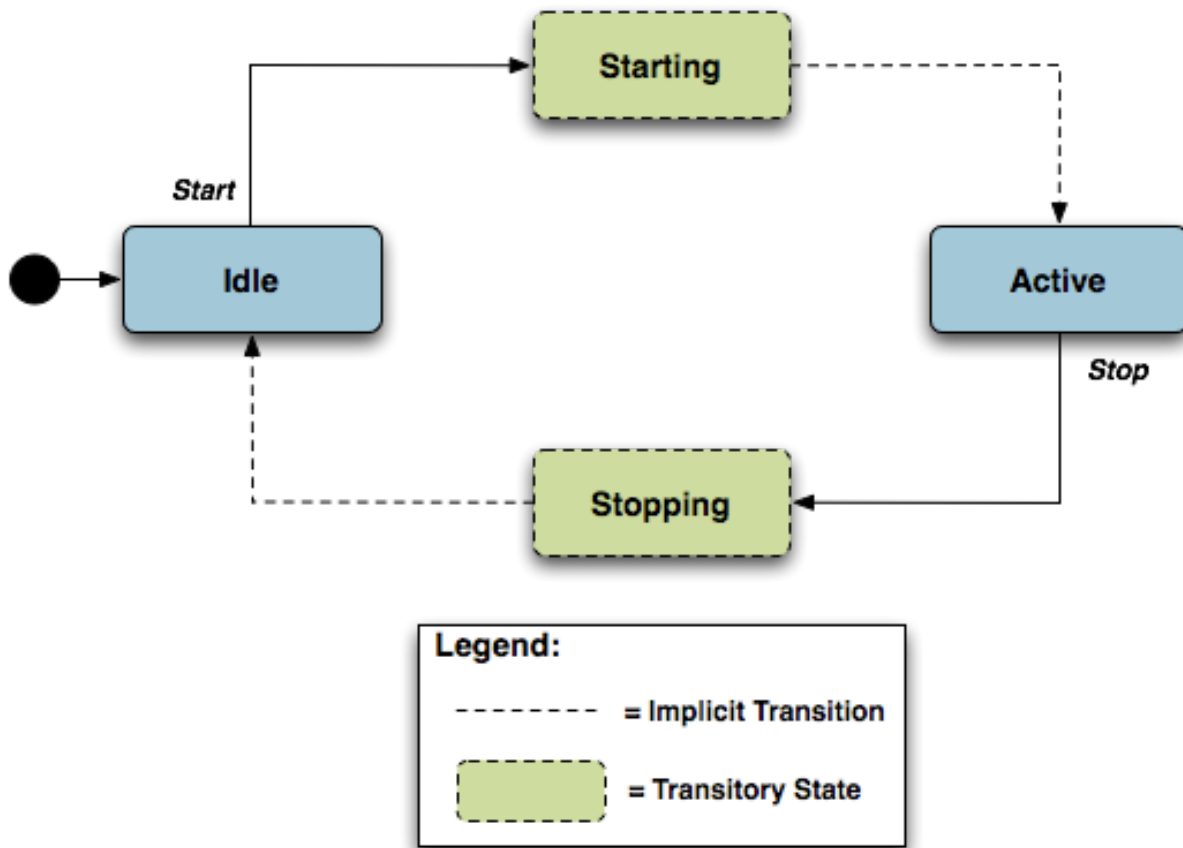 Starting
Start
Idle
Active
Stop
Stopping
Legend:
= Implicit Transition
= Transitory State